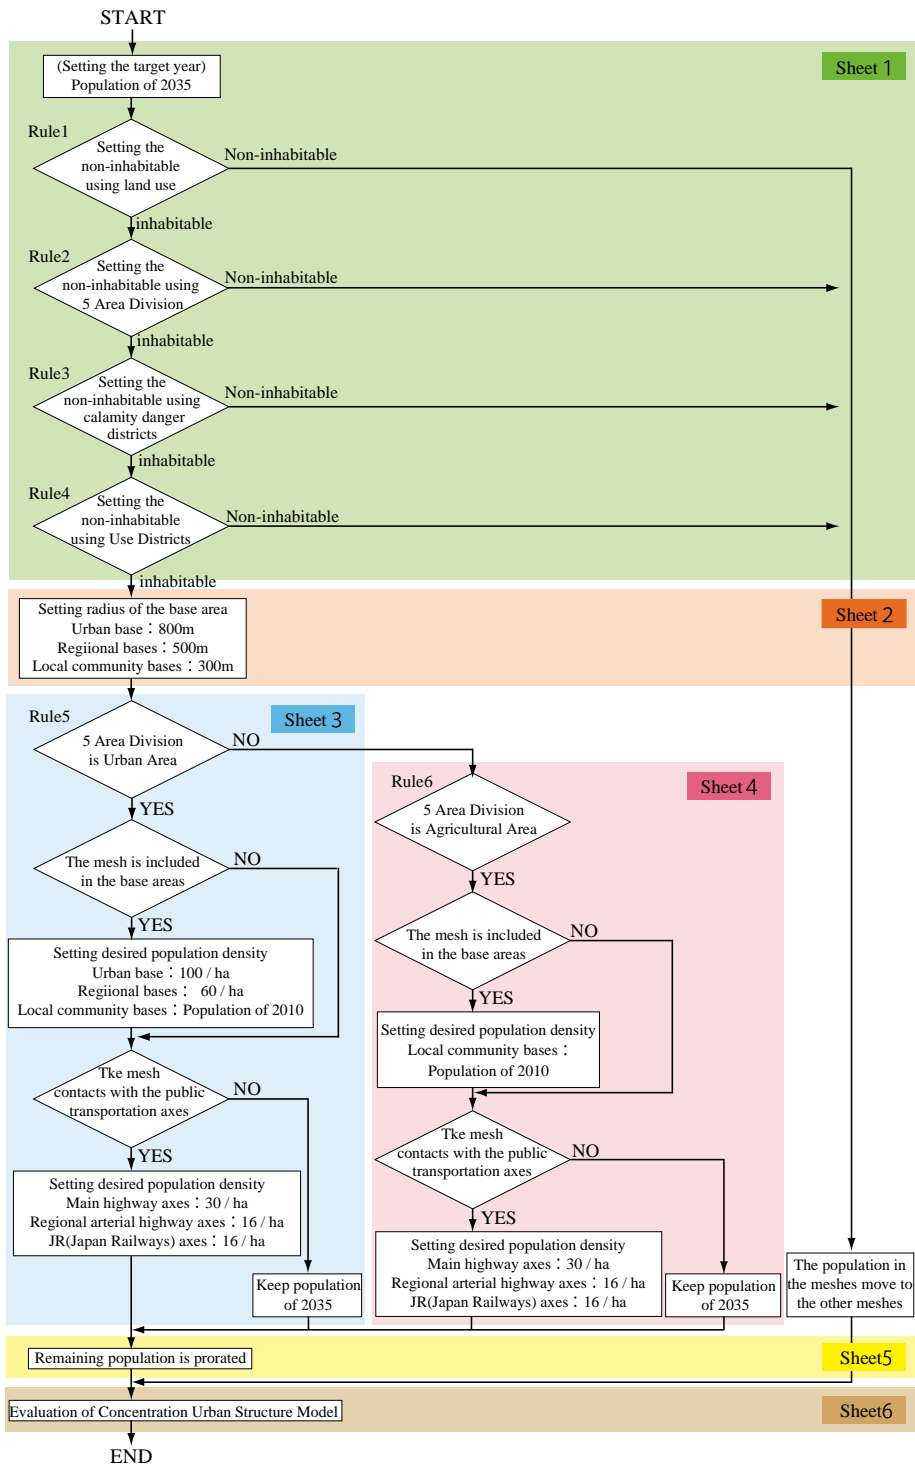 START
Sheet 1
(Setting the target year)
Population of 2035
Rule1
Setting the
non-inhabitable
using land use
Non-inhabitable
inhabitable
Rule2
Setting the
non-inhabitable using
5 Area Division
Non-inhabitable
inhabitable
Rule3
Setting the
non-inhabitable using
calamity danger
districts
Non-inhabitable
inhabitable
Rule4
Setting the
non-inhabitable
using Use Districts
Non-inhabitable
inhabitable
Sheet 2
Setting radius of the base area
Urban base：800m
Regiional bases：500m
Local community bases：300m
Sheet 3
Rule5
5 Area Division
is Urban Area
NO
YES
The mesh is included
in the base areas
NO
YES
Setting desired population density
Urban base：100 / ha
Regiional bases： 60 / ha
Local community bases：Population of 2010
Tke mesh
contacts with the public
transportation axes
NO
YES
Setting desired population density
Main highway axes：30 / ha
Regional arterial highway axes：16 / ha
JR(Japan Railways) axes：16 / ha
Keep population
of 2035
Sheet 4
Rule6
5 Area Division
is Agricultural Area
YES
The mesh is included
in the base areas
NO
YES
Setting desired population density
Local community bases：
Population of 2010
Tke mesh
contacts with the public
transportation axes
NO
YES
Setting desired population density
Main highway axes：30 / ha
Regional arterial highway axes：16 / ha
JR(Japan Railways) axes：16 / ha
Keep population
of 2035
The population in
the meshes move to
the other meshes
Remaining population is prorated
Sheet5
Evaluation of Concentration Urban Structure Model
Sheet6
END